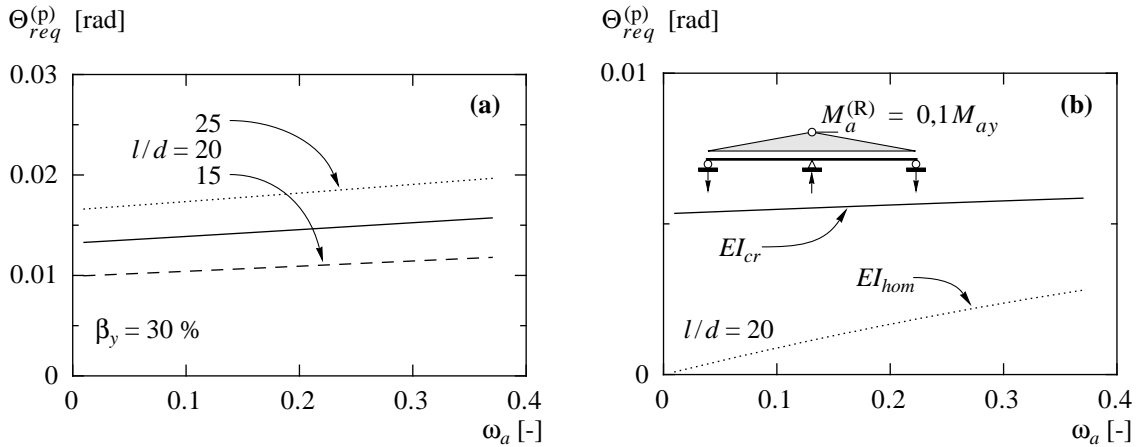 Θ_req^(p) [rad]
0.03
(a)
25
l/d = 20
15
0.02
0.01
β_y = 30 %
0
0 0.1 0.2 0.3 0.4
ω_a [-]
Θ_req^(p) [rad]
0.01
(b)
M_a^(R) = 0,1M_ay
EI_cr
EI_hom
l/d = 20
0
0 0.1 0.2 0.3 0.4
ω_a [-]